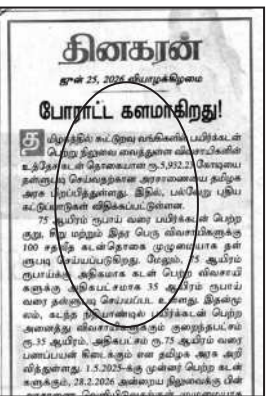 தினகரன்
ஜுன் 25, 2026 வியாழக்கிழமை
போராட்ட களமாகிறது!
தமிழகத்தில் கூட்டுறவு வங்கிகளில் பயிர்க்கடன்
பெற்று நிலுவை வைத்துள்ள விவசாயிகளின்
உத்தேச கடன் தொகையான ரூ.5,932.23 கோடியை
தள்ளுபடி செய்வதற்கான அரசாணையை தமிழக
அரசு பிறப்பித்துள்ளது. இதில், பல்வேறு புதிய
கட்டுப்பாடுகள் விதிக்கப்பட்டுள்ளன.
75 ஆயிரம் ரூபாய் வரை பயிர்க்கடன் பெற்ற
குறு, சிறு மற்றும் இதர பெரு விவசாயிகளுக்கு
100 சதவீத கடன்தொகை முழுமையாக தள்
ளுபடி செய்யப்படுகிறது. மேலும், 75 ஆயிரம்
ரூபாய்க்கு அதிகமாக கடன் பெற்ற விவசாயி
களுக்கு அதிகபட்சமாக 35 ஆயிரம் ரூபாய்
வரை தள்ளுபடி செய்யப்பட உள்ளது. இதன்மூ
லம், கடந்த நிதியாண்டில் பயிர்க்கடன் பெற்ற
அனைத்து விவசாயிகளுக்கும் குறைந்தபட்சம்
ரூ.35 ஆயிரம், அதிகபட்சம் ரூ.75 ஆயிரம் வரை
பணப்பயன் கிடைக்கும் என தமிழக அரசு அறி
வித்துள்ளது. 1.5.2025-க்கு முன்னர் பெற்ற கடன்
களுக்கும், 28.2.2026 அன்றைய நிலுவைக்கு பின்